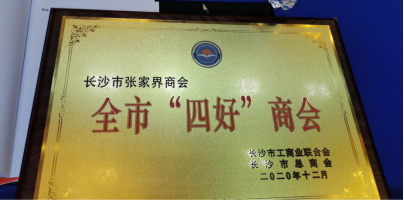 长沙市张家界商会
全市“四好”商会
长沙市工商业联合会
长沙市总商会
二〇二〇年十二月